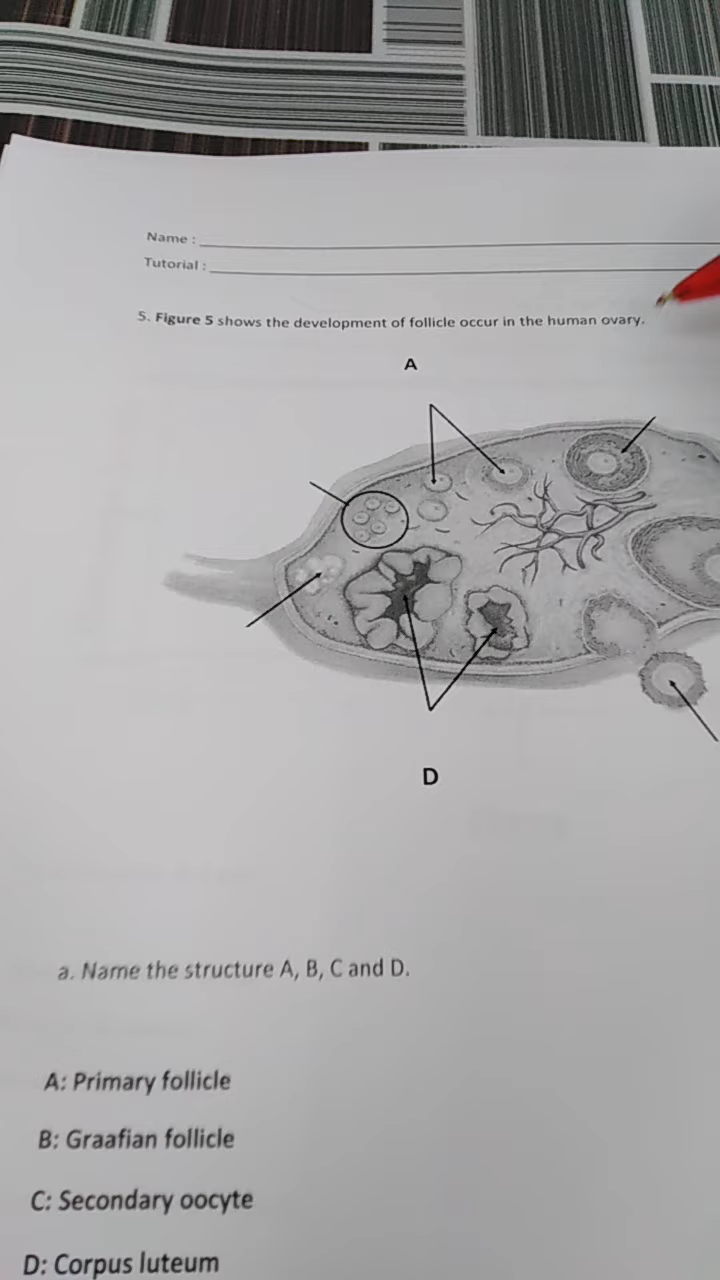 Name :
Tutorial :
5. Figure 5 shows the development of follicle occur in the human ovary.
A
D
a. Name the structure A, B, C and D.
A: Primary follicle
B: Graafian follicle
C: Secondary oocyte
D: Corpus luteum